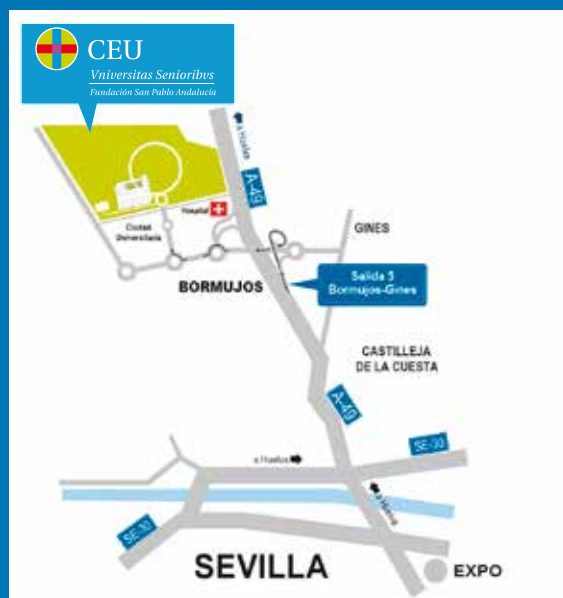 CEU
Vniversitas Senioribvs
Fundación San Pablo Andalucía
a Huelva
A-49
Hospital
Ciudad
Universitaria
GINES
BORMUJOS
Salida 5
Bormujos-Gines
CASTILLEJA
DE LA CUESTA
A-49
SE-30
a Huelva
a Huelva
SE-30
SEVILLA
EXPO